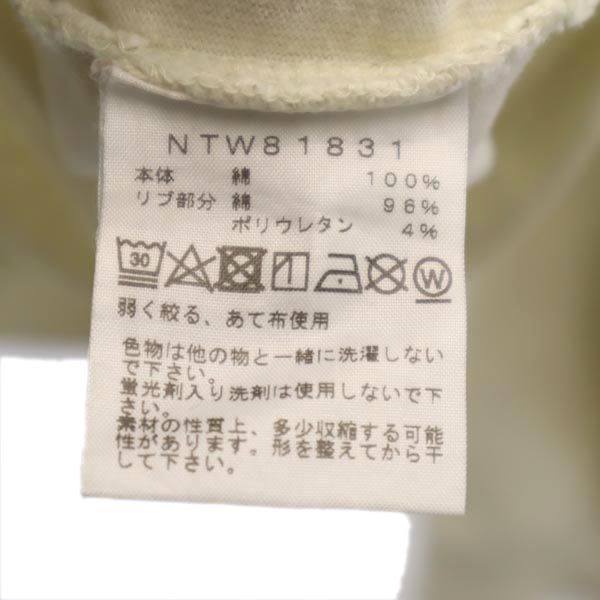 NTW81831
本体 綿 100%
リブ部分 綿 96%
ポリウレタン 4%
30 W
弱く絞る、あて布使用
色物は他の物と一緒に洗濯しない
で下さい。
蛍光剤入り洗剤は使用しないで下
さい。
素材の性質上、多少収縮する可能
性があります。形を整えてから干
して下さい。